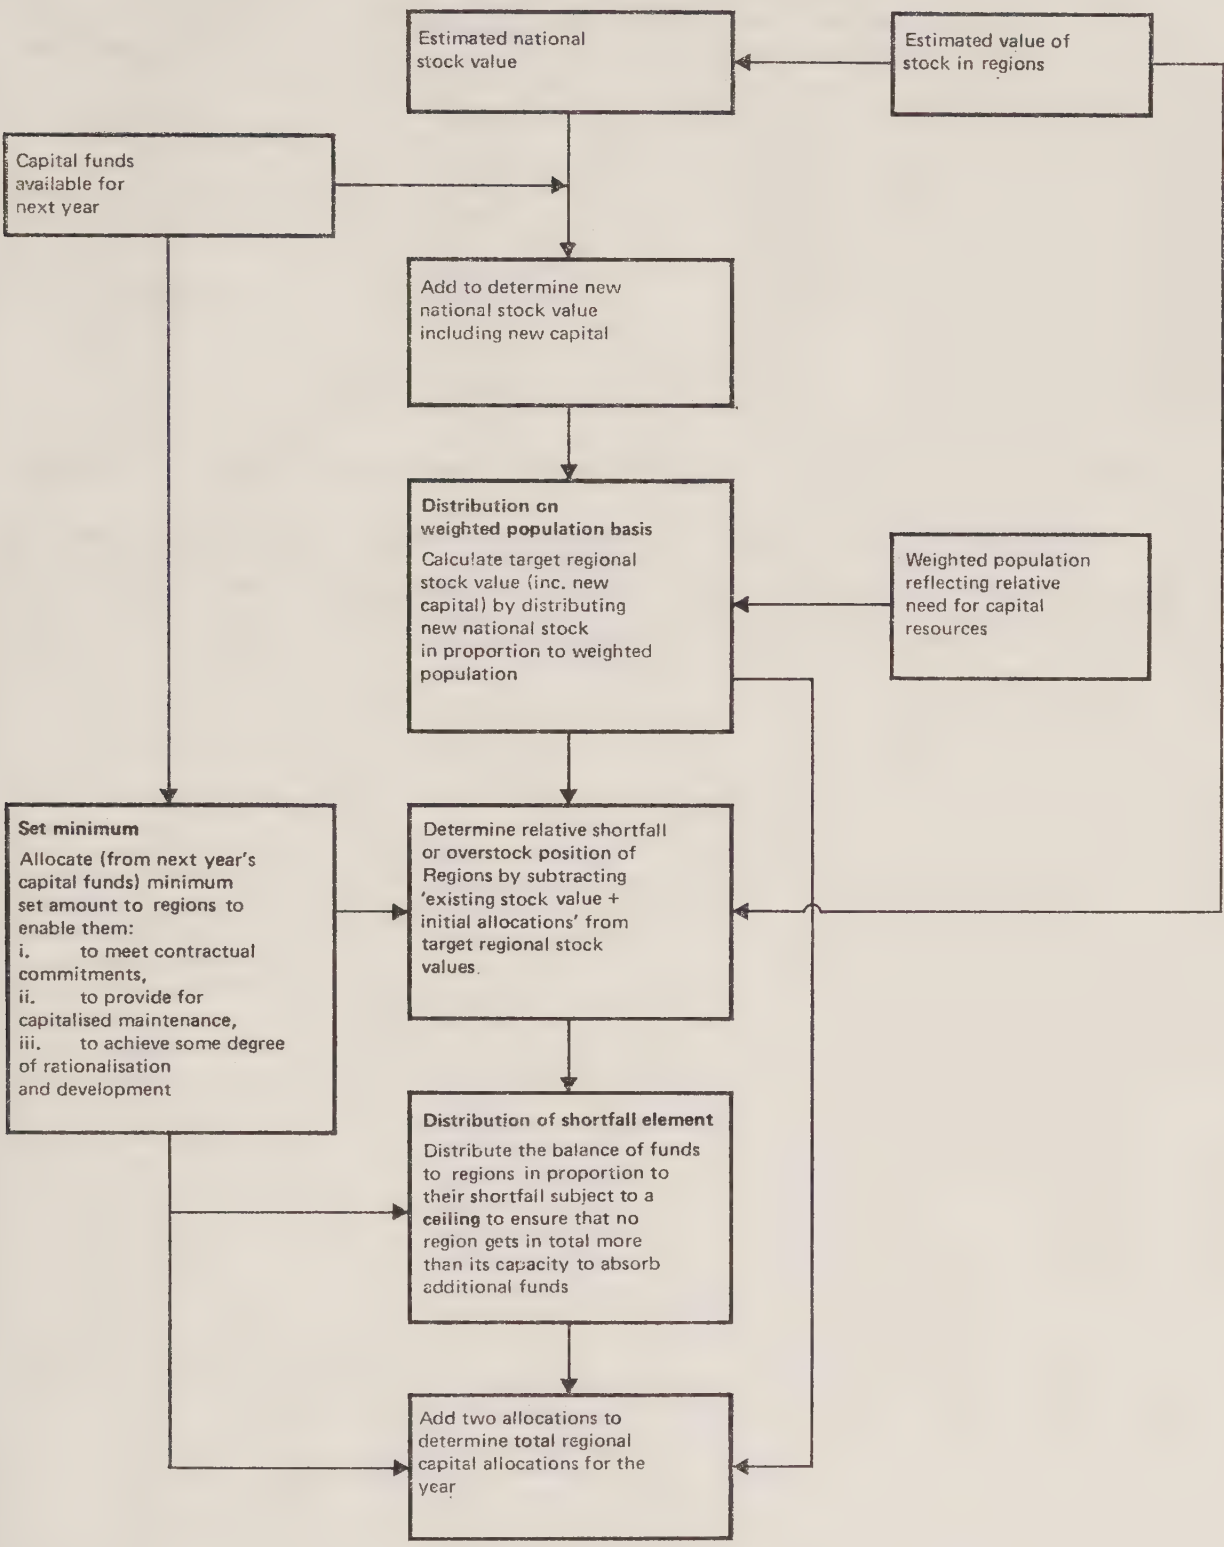 Estimated national
stock value
Estimated value of
stock in regions
Capital funds
available for
next year
Add to determine new
national stock value
including new capital
Distribution on
weighted population basis
Calculate target regional
stock value (inc. new
capital) by distributing
new national stock
in proportion to weighted
population
Weighted population
reflecting relative
need for capital
resources
Set minimum
Allocate (from next year's
capital funds) minimum
set amount to regions to
enable them:
i. to meet contractual
commitments,
ii. to provide for
capitalised maintenance,
iii. to achieve some degree
of rationalisation
and development
Determine relative shortfall
or overstock position of
Regions by subtracting
'existing stock value +
initial allocations' from
target regional stock
values.
Distribution of shortfall element
Distribute the balance of funds
to regions in proportion to
their shortfall subject to a
ceiling to ensure that no
region gets in total more
than its capacity to absorb
additional funds
Add two allocations to
determine total regional
capital allocations for the
year